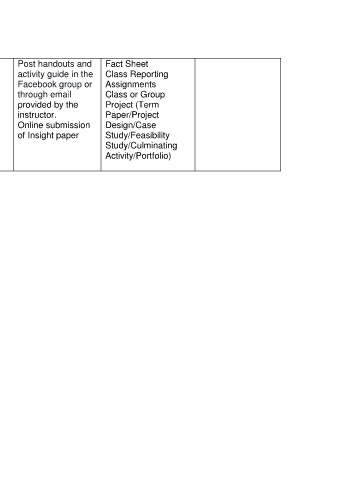 Post handouts and
activity guide in the
Facebook group or
through email
provided by the
instructor.
Online submission
of Insight paper
Fact Sheet
Class Reporting
Assignments
Class or Group
Project (Term
Paper/Project
Design/Case
Study/Feasibility
Study/Culminating
Activity/Portfolio)